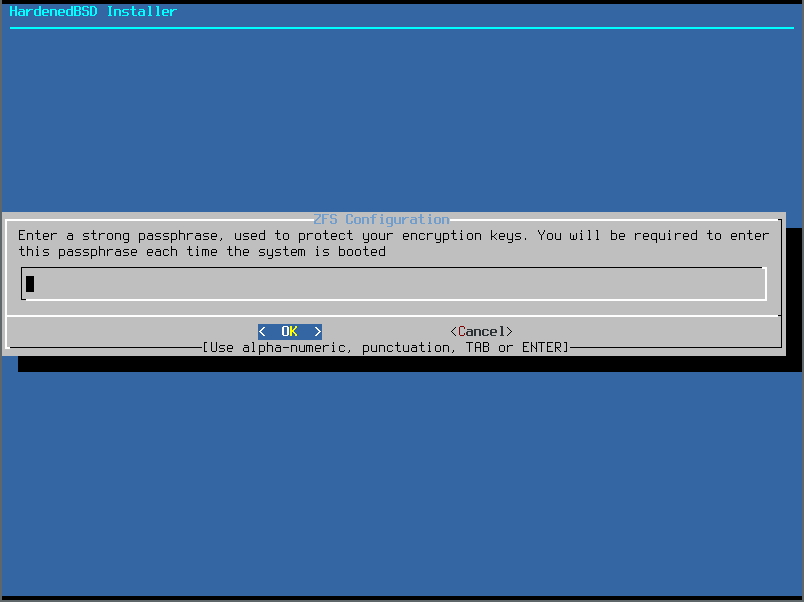 HardenedBSD Installer
ZFS Configuration
Enter a strong passphrase, used to protect your encryption keys. You will be required to enter
this passphrase each time the system is booted
< OK > <Cancel>
[Use alpha-numeric, punctuation, TAB or ENTER]